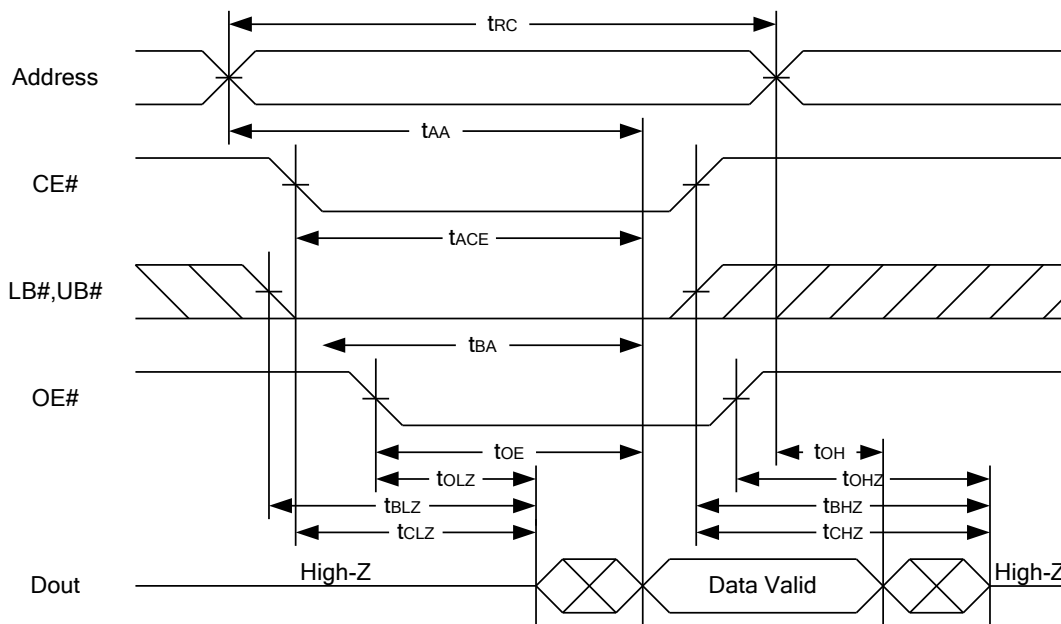 tRC
Address
tAA
CE#
tACE
LB#,UB#
tBA
OE#
tOE
tOH
tOLZ
tOHZ
tBLZ
tBHZ
tCLZ
tCHZ
Dout
High-Z
Data Valid
High-Z